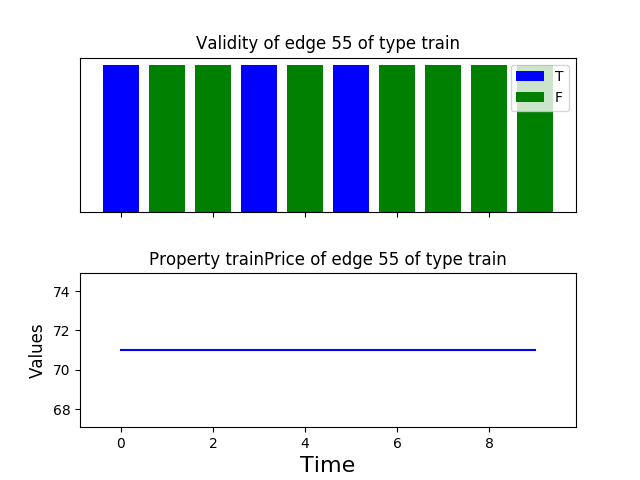 Validity of edge 55 of type train
T
F
Property trainPrice of edge 55 of type train
74
72
70
68
Values
0 2 4 6 8
Time